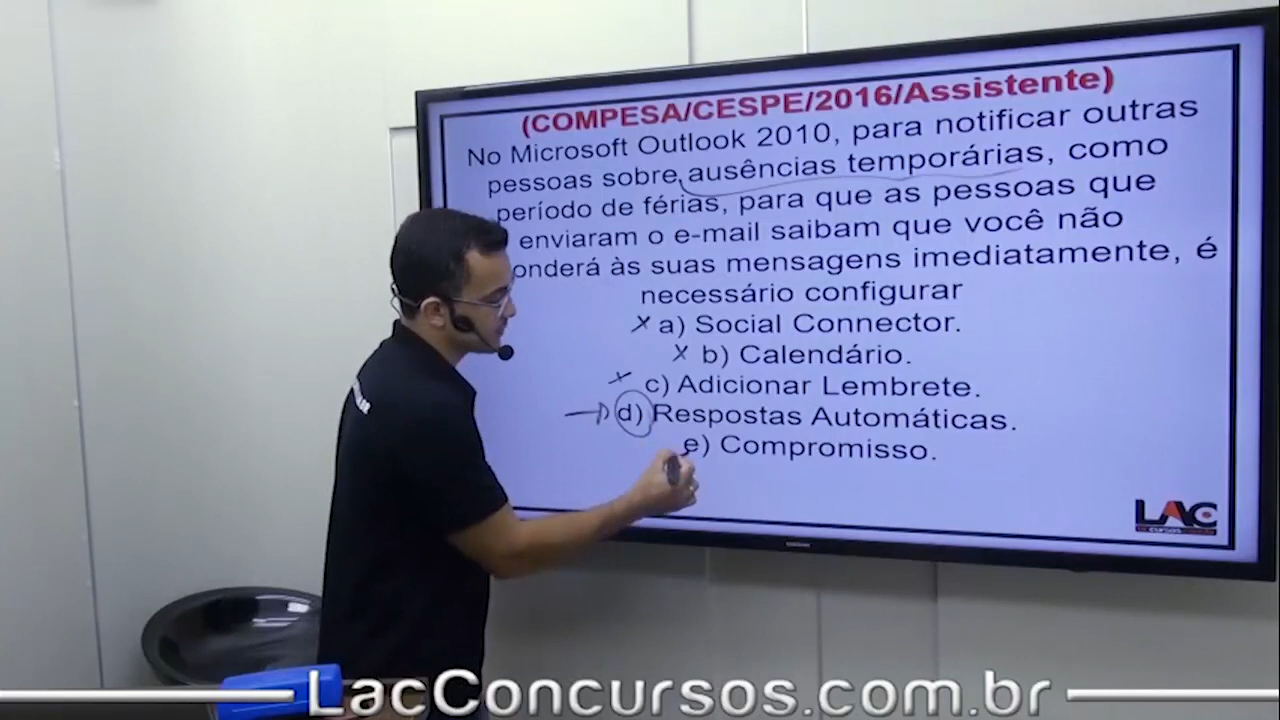 (COMPESA/CESPE/2016/Assistente)
No Microsoft Outlook 2010, para notificar outras
pessoas sobre ausências temporárias, como
período de férias, para que as pessoas que
enviaram o e-mail saibam que você não
onderá às suas mensagens imediatamente, é
necessário configurar
a) Social Connector.
b) Calendário.
c) Adicionar Lembrete.
d) Respostas Automáticas.
e) Compromisso.
LAC
LacConcursos.com.br